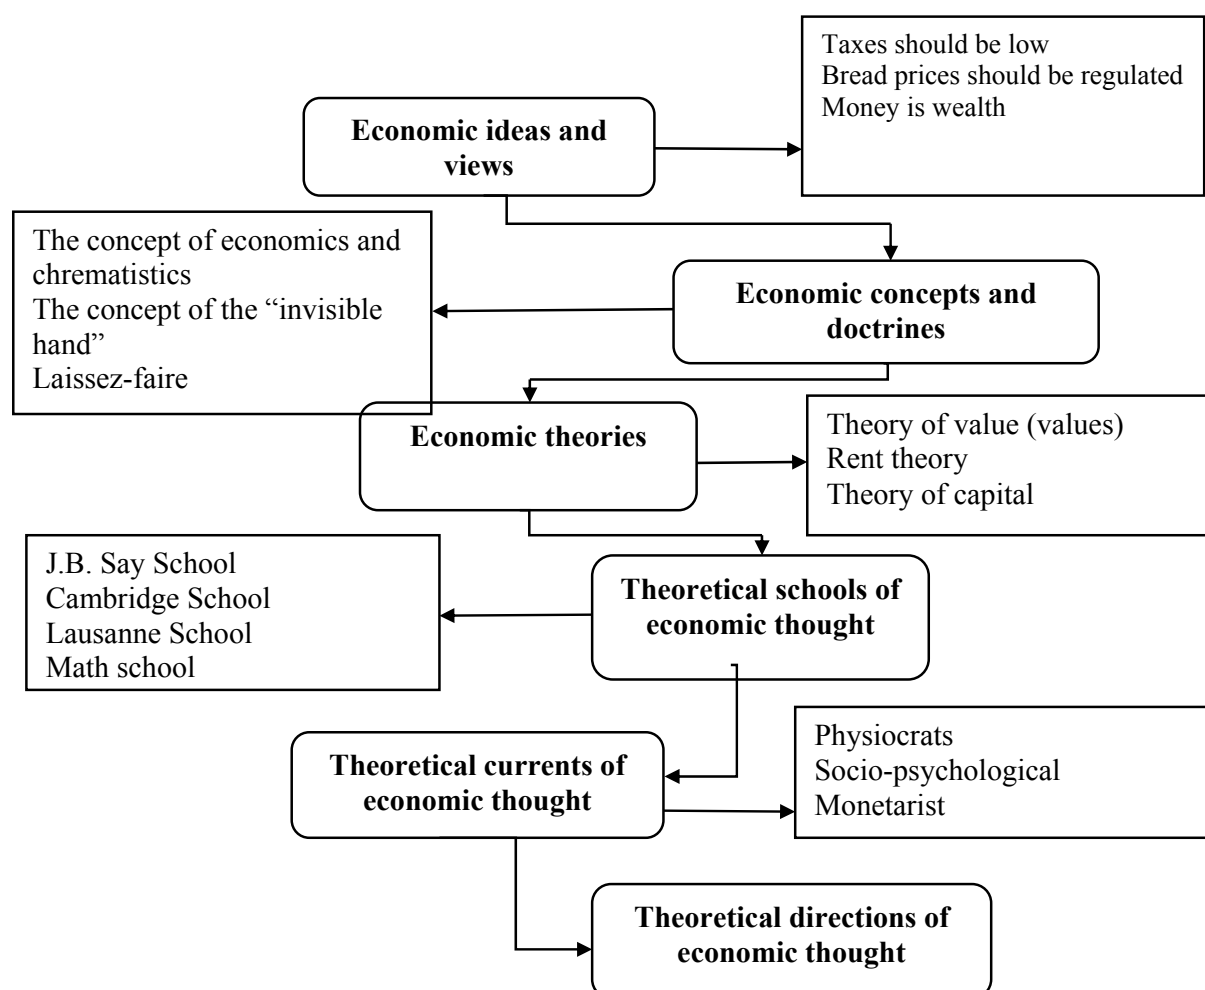 Taxes should be low
Bread prices should be regulated
Money is wealth
Economic ideas and
views
The concept of economics and
chrematistics
The concept of the “invisible
hand”
Laissez-faire
Economic concepts and
doctrines
Economic theories
Theory of value (values)
Rent theory
Theory of capital
J.B. Say School
Cambridge School
Lausanne School
Math school
Theoretical schools of
economic thought
Theoretical currents of
economic thought
Physiocrats
Socio-psychological
Monetarist
Theoretical directions of
economic thought